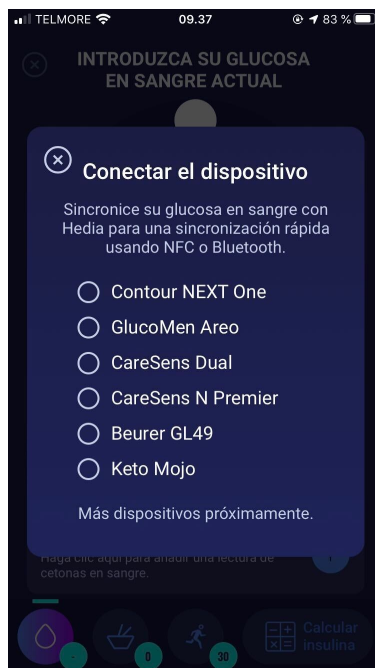 TELMORE 09.37 83 %
INTRODUZCA SU GLUCOSA
EN SANGRE ACTUAL
Conectar el dispositivo
Sincronice su glucosa en sangre con
Hedia para una sincronización rápida
usando NFC o Bluetooth.
Contour NEXT One
GlucoMen Areo
CareSens Dual
CareSens N Premier
Beurer GL49
Keto Mojo
Más dispositivos próximamente.
Haga clic aquí para añadir una lectura de
cetonas en sangre.
- 0 30
Calcular
insulina